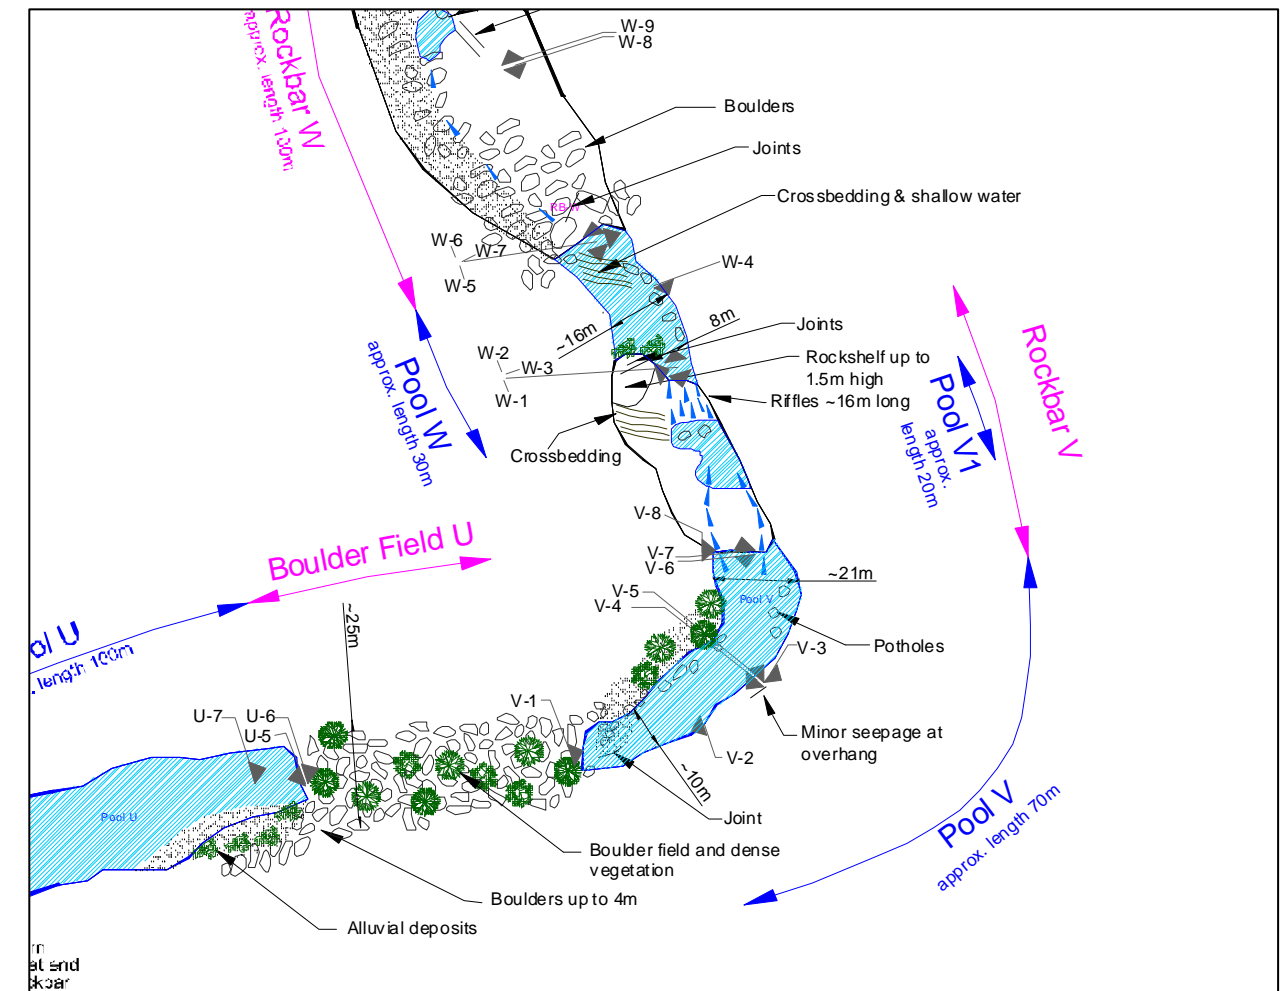 W-9
W-8
Rockbar W
approx. length 130m
Boulders
Joints
Crossbedding & shallow water
W-6
W-7
W-5
W-4
~16m
8m
Joints
W-2
W-3
W-1
Rockshelf up to
1.5m high
Riffles ~16m long
Pool W
approx. length 30m
Crossbedding
Rockbar V
Pool V1
approx.
length 20m
V-8
V-7
V-6
~21m
V-5
V-4
Pool V
Potholes
V-3
Boulder Field U
~25m
ol U
. length 100m
V-1
U-7
U-6
U-5
V-2
Minor seepage at
overhang
~10m
Joint
Pool V
approx. length 70m
Pool U
Boulder field and dense
vegetation
Boulders up to 4m
Alluvial deposits
at end
kbar